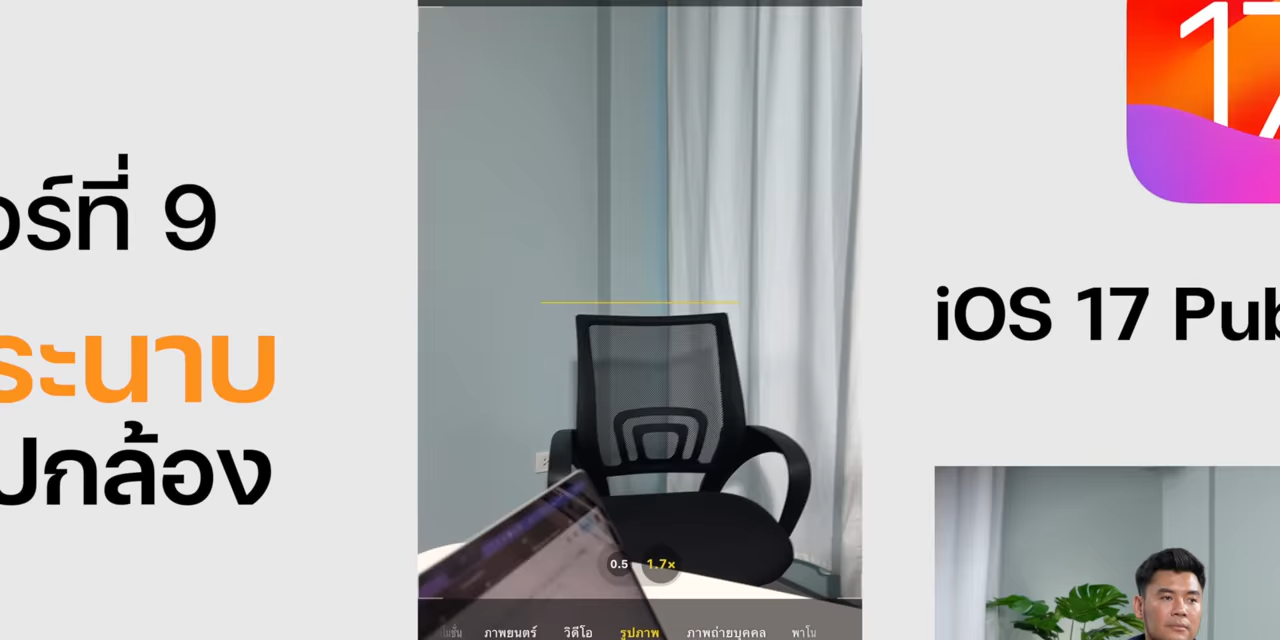 อร์ที่ 9
ระนาบ
ปกล้อง
0.5 1.7×
ภาพยนตร์ วิดีโอ รูปภาพ ภาพถ่ายบุคคล พาโน
17
iOS 17 Pub